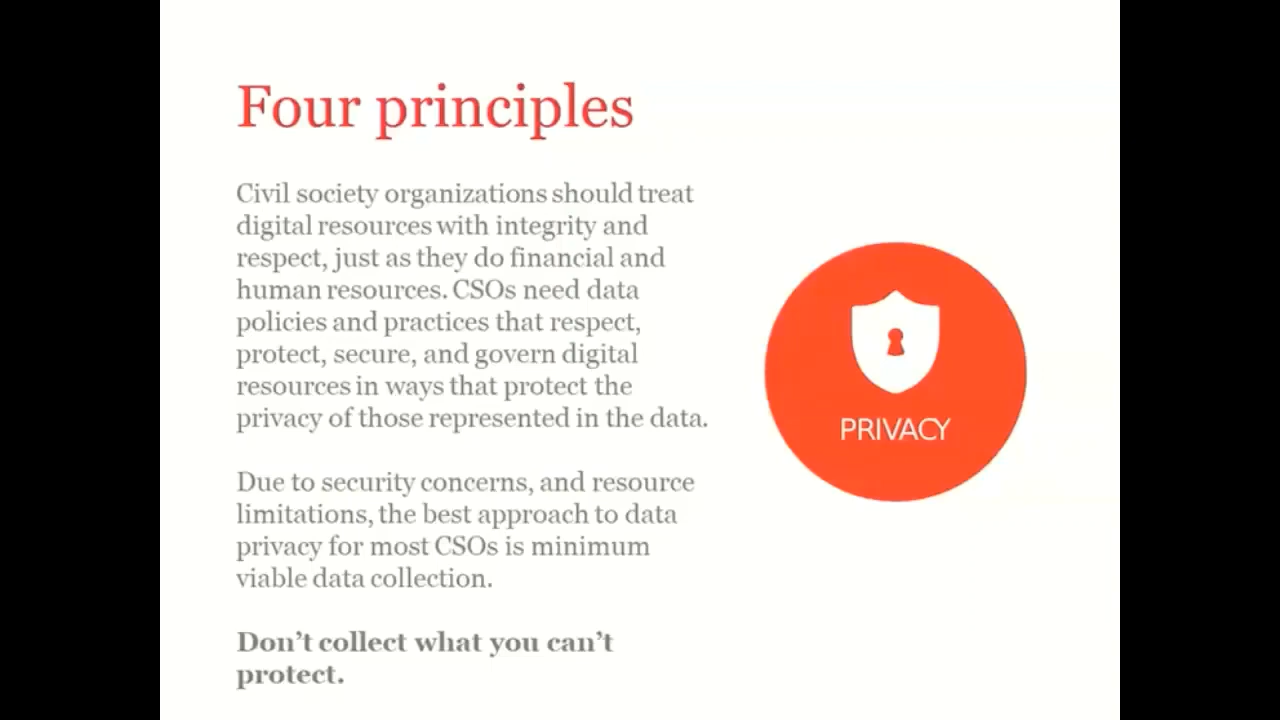 Four principles
Civil society organizations should treat
digital resources with integrity and
respect, just as they do financial and
human resources. CSOs need data
policies and practices that respect,
protect, secure, and govern digital
resources in ways that protect the
privacy of those represented in the data.
Due to security concerns, and resource
limitations, the best approach to data
privacy for most CSOs is minimum
viable data collection.
Don’t collect what you can’t
protect.
PRIVACY